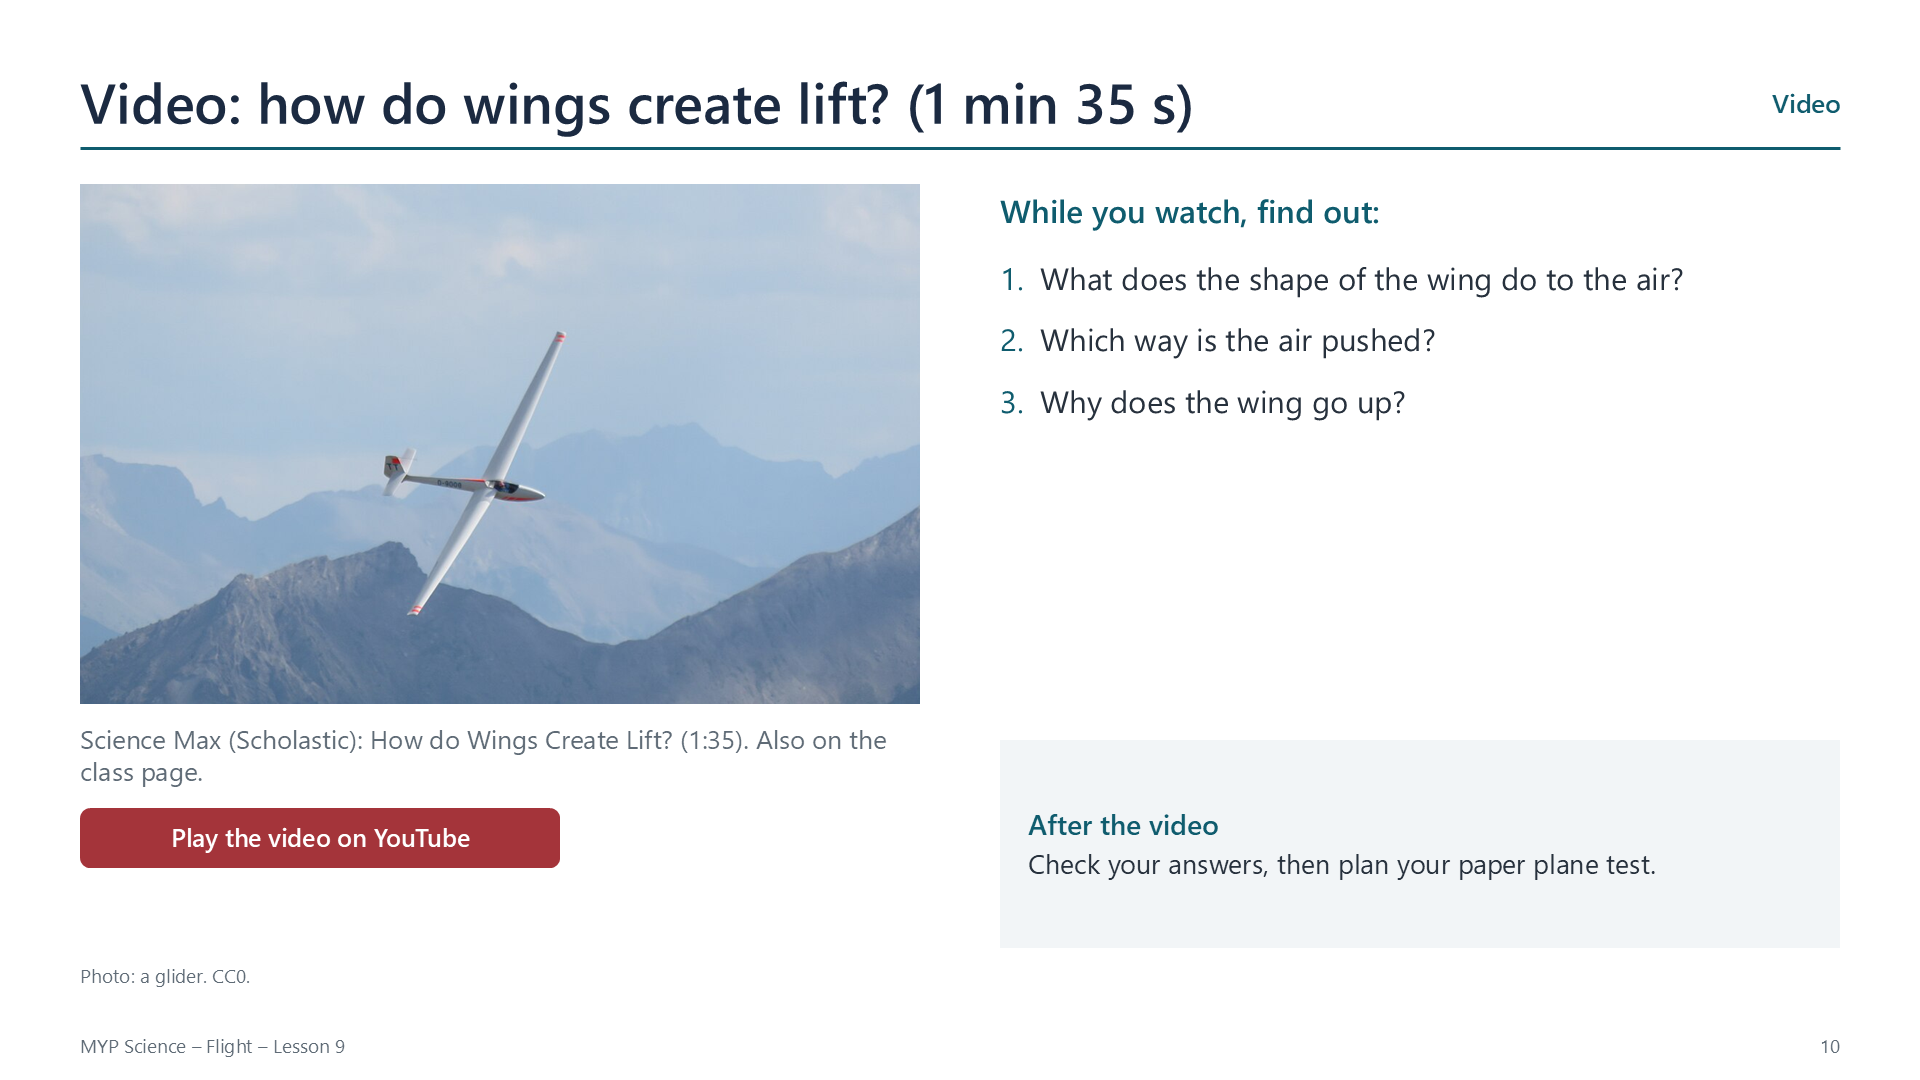 Video: how do wings create lift? (1 min 35 s)
Video
While you watch, find out:
1. What does the shape of the wing do to the air?
2. Which way is the air pushed?
3. Why does the wing go up?
Science Max (Scholastic): How do Wings Create Lift? (1:35). Also on the
class page.
Play the video on YouTube
After the video
Check your answers, then plan your paper plane test.
Photo: a glider. CC0.
MYP Science – Flight – Lesson 9
10